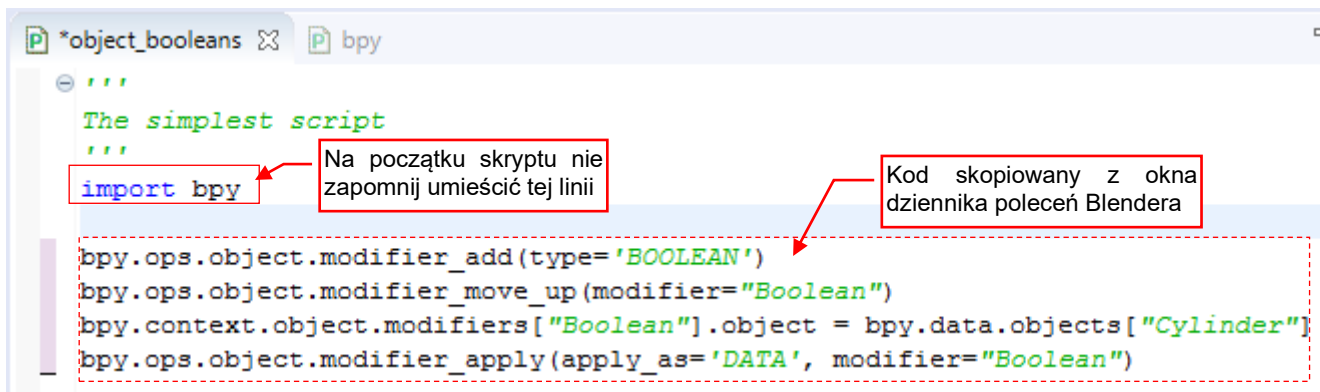 *object_booleans bpy
'''
The simplest script
'''
import bpy
Na początku skryptu nie
zapomnij umieścić tej linii
Kod skopiowany z okna
dziennika poleceń Blendera
bpy.ops.object.modifier_add(type='BOOLEAN')
bpy.ops.object.modifier_move_up(modifier="Boolean")
bpy.context.object.modifiers["Boolean"].object = bpy.data.objects["Cylinder"]
bpy.ops.object.modifier_apply(apply_as='DATA', modifier="Boolean")